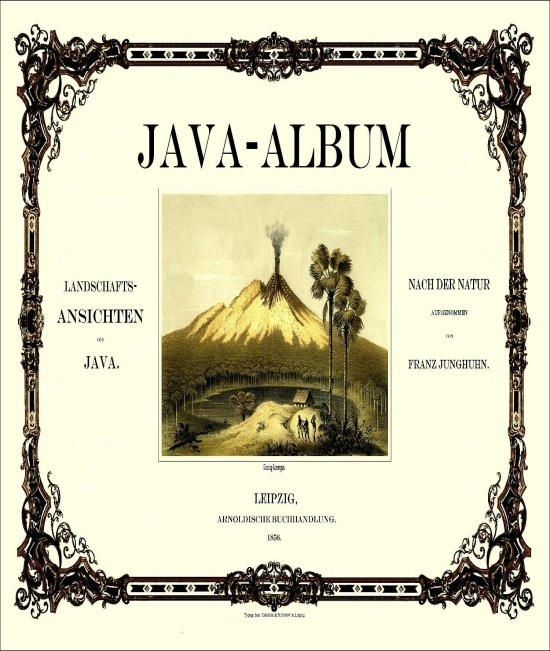 JAVA-ALBUM
LANDSCHAFTS-
ANSICHTEN
VON
JAVA.
NACH DER NATUR
AUFGENOMMEN
VON
FRANZ JUNGHUHN.
LEIPZIG,
ARNOLDISCHE BUCHHANDLUNG.
1856.